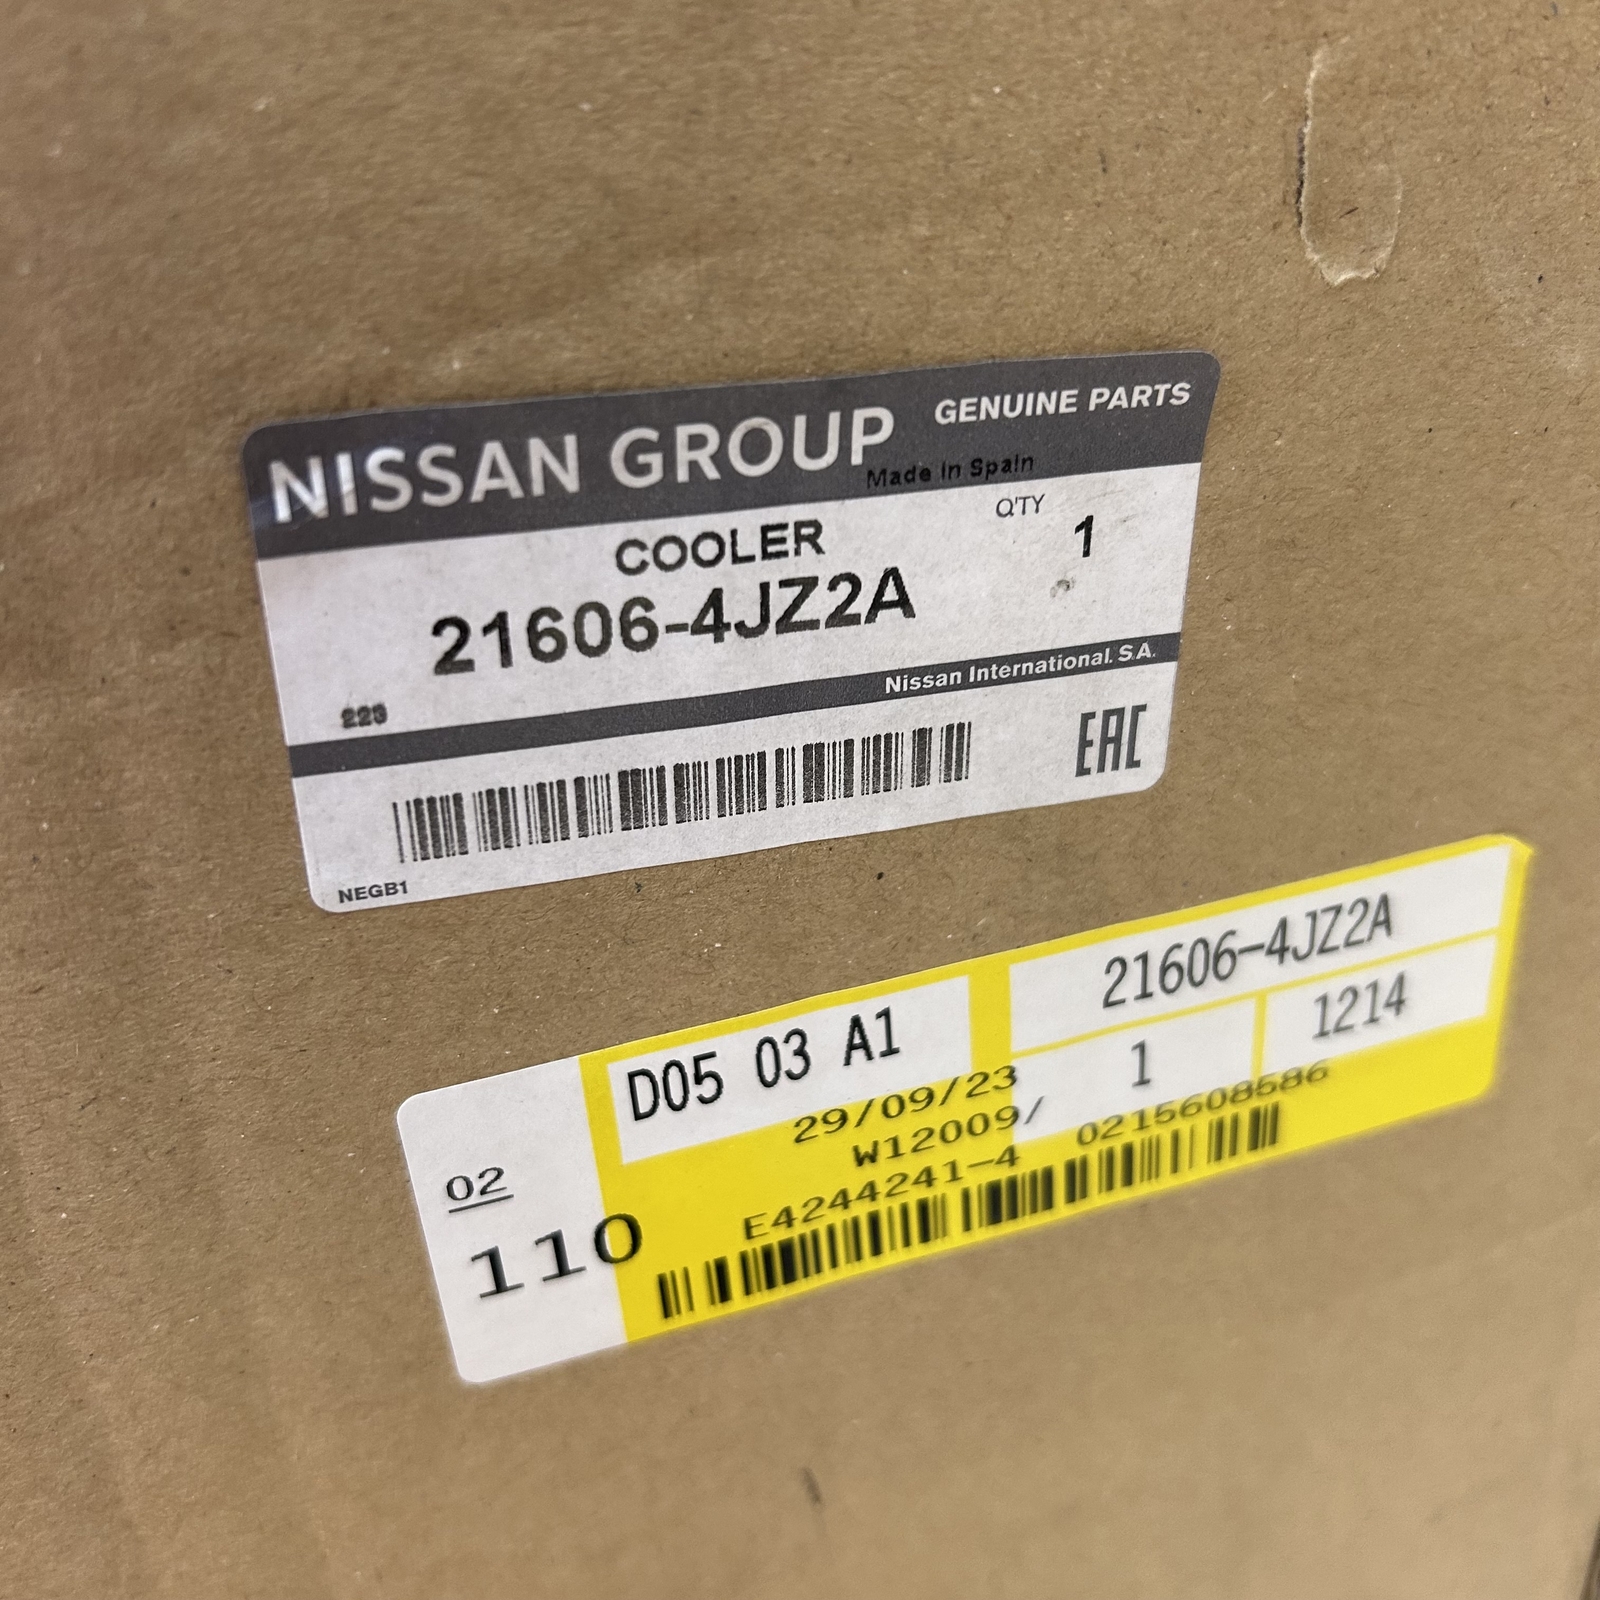 NISSAN GROUP
GENUINE PARTS
Made in Spain
COOLER
Q'TY
1
21606-4JZ2A
223
Nissan International. S.A.
EAC
NEGB1
21606-4JZ2A
D05 03 A1
1
1214
29/09/23
W12009/
0215608586
02
E4244241-4
110